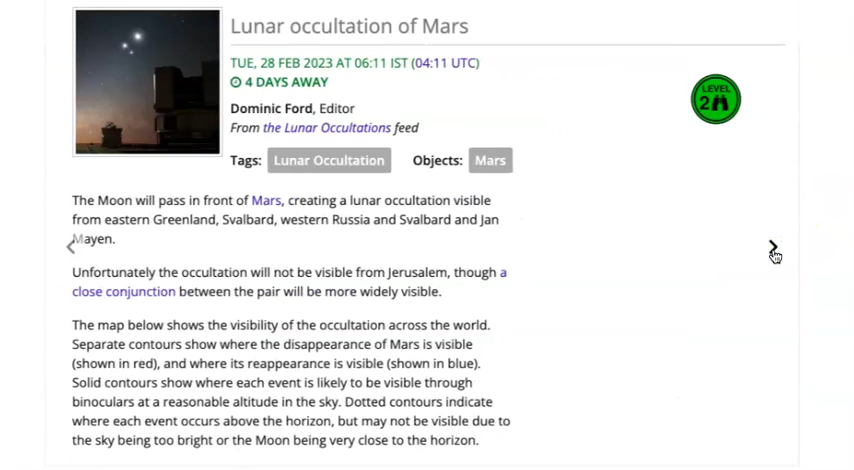 Lunar occultation of Mars
TUE, 28 FEB 2023 AT 06:11 IST (04:11 UTC)
4 DAYS AWAY
Dominic Ford, Editor
From the Lunar Occultations feed
LEVEL
2
Tags: Lunar Occultation Objects: Mars
The Moon will pass in front of Mars, creating a lunar occultation visible
from eastern Greenland, Svalbard, western Russia and Svalbard and Jan
Mayen.
Unfortunately the occultation will not be visible from Jerusalem, though a
close conjunction between the pair will be more widely visible.
The map below shows the visibility of the occultation across the world.
Separate contours show where the disappearance of Mars is visible
(shown in red), and where its reappearance is visible (shown in blue).
Solid contours show where each event is likely to be visible through
binoculars at a reasonable altitude in the sky. Dotted contours indicate
where each event occurs above the horizon, but may not be visible due to
the sky being too bright or the Moon being very close to the horizon.